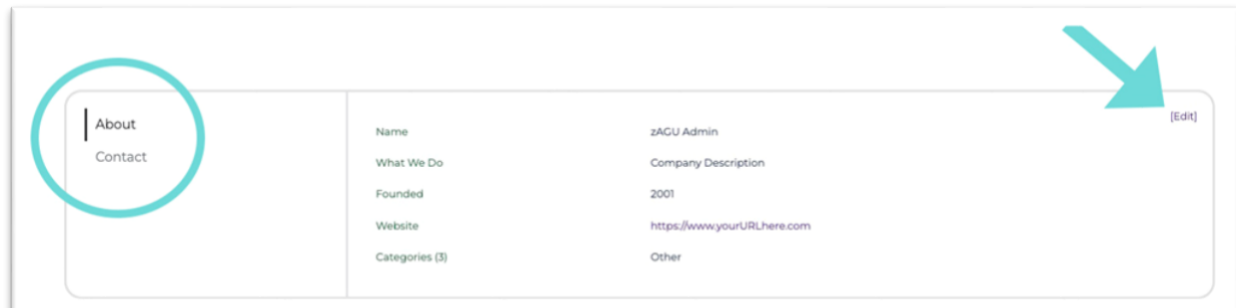 About
Contact
[Edit]
Name zAGU Admin
What We Do Company Description
Founded 2001
Website https://www.yourURLhere.com
Categories (3) Other